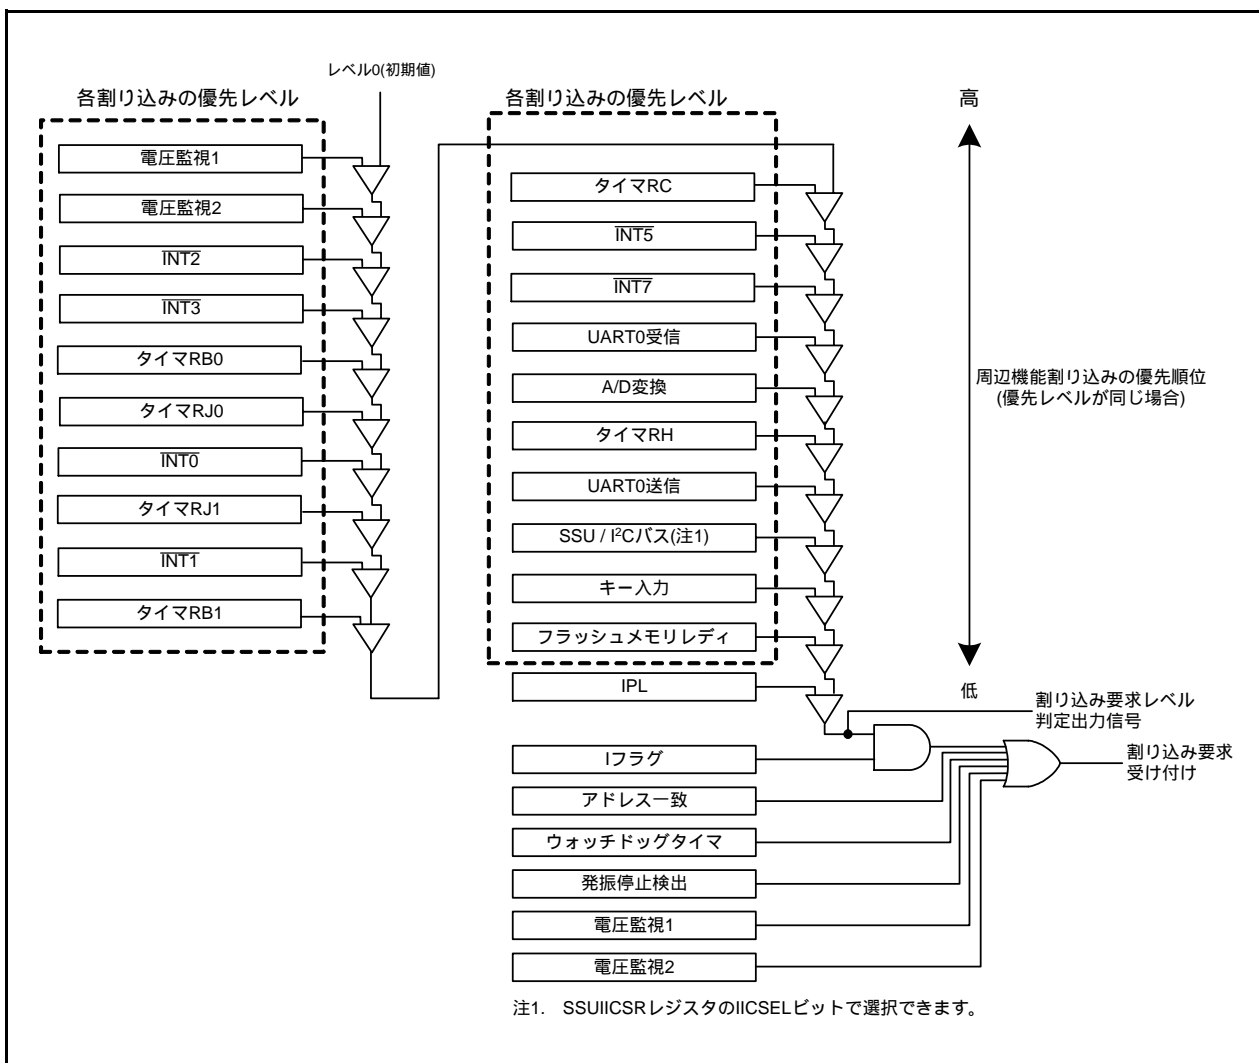 レベル0(初期値)
各割り込みの優先レベル
電圧監視1
電圧監視2
INT2
INT3
タイマRB0
タイマRJ0
INT0
タイマRJ1
INT1
タイマRB1
各割り込みの優先レベル
タイマRC
INT5
INT7
UART0受信
A/D変換
タイマRH
UART0送信
SSU / I²Cバス(注1)
キー入力
フラッシュメモリレディ
IPL
Iフラグ
アドレス一致
ウォッチドッグタイマ
発振停止検出
電圧監視1
電圧監視2
高
周辺機能割り込みの優先順位
(優先レベルが同じ場合)
低
割り込み要求レベル
判定出力信号
割り込み要求
受け付け
注1. SSUIICSRレジスタのIICSELビットで選択できます。